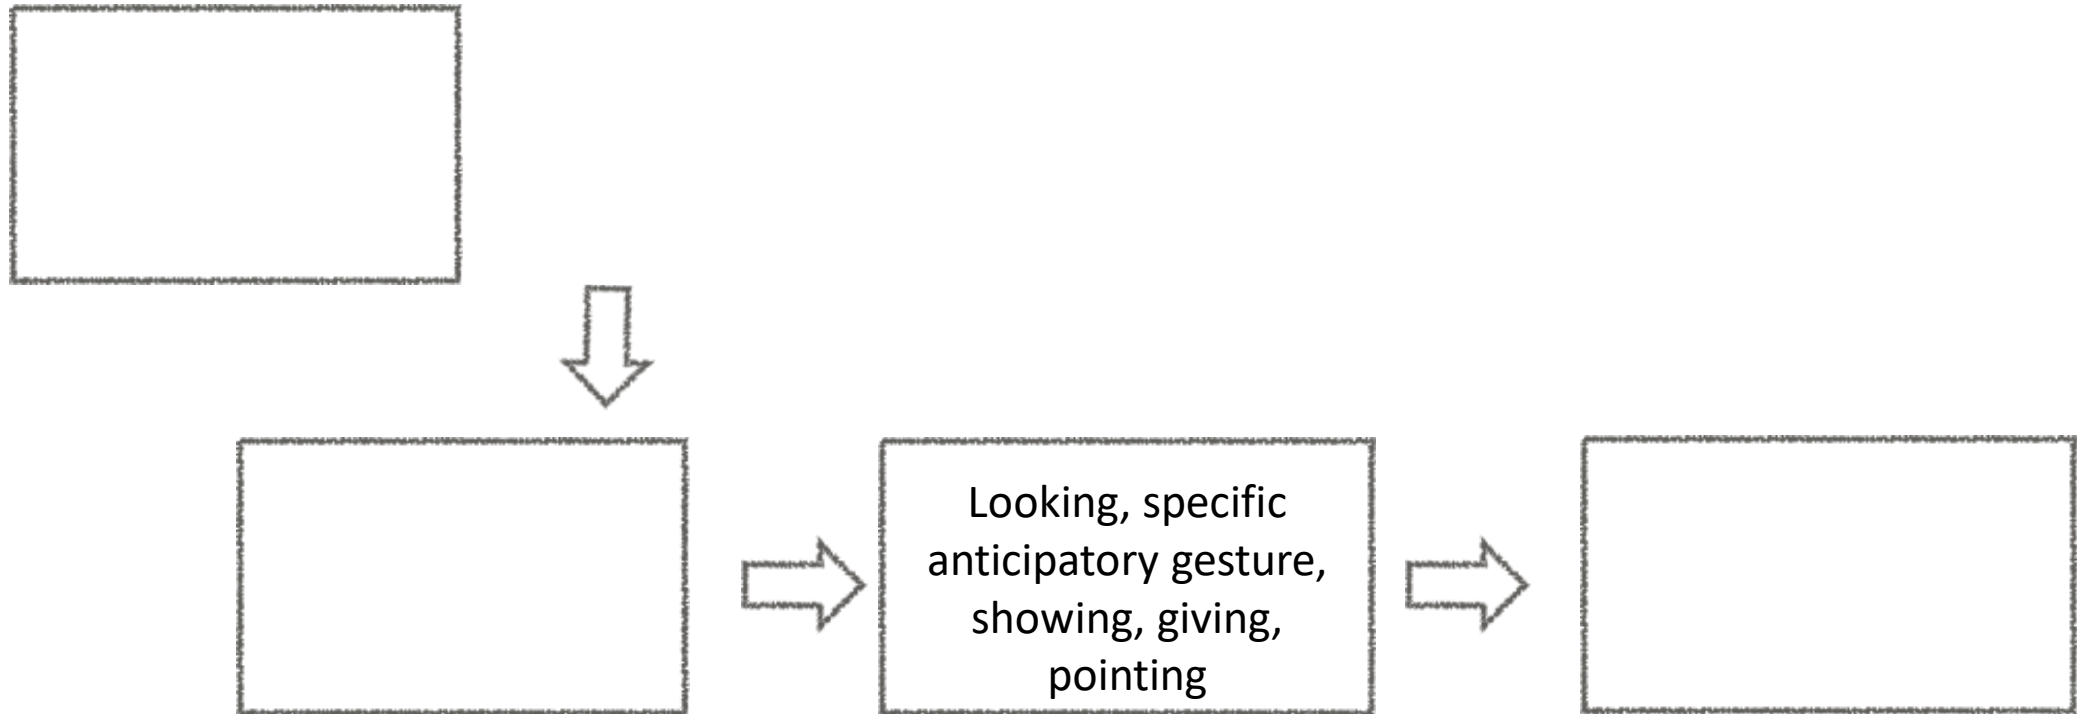 Looking, specific
anticipatory gesture,
showing, giving,
pointing